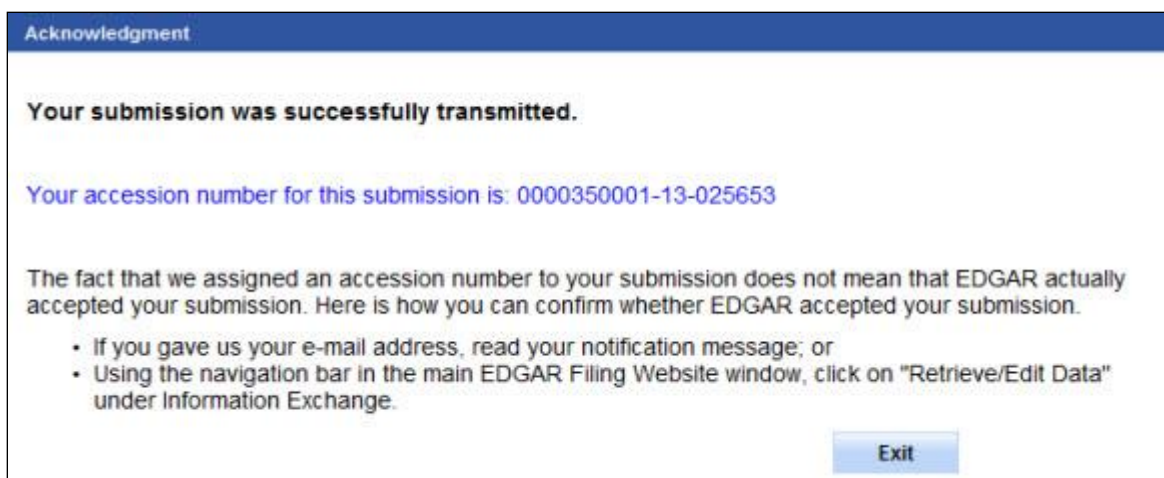 Acknowledgment
Your submission was successfully transmitted.
Your accession number for this submission is: 0000350001-13-025653
The fact that we assigned an accession number to your submission does not mean that EDGAR actually
accepted your submission. Here is how you can confirm whether EDGAR accepted your submission.
• If you gave us your e-mail address, read your notification message; or
• Using the navigation bar in the main EDGAR Filing Website window, click on "Retrieve/Edit Data"
under Information Exchange.
Exit